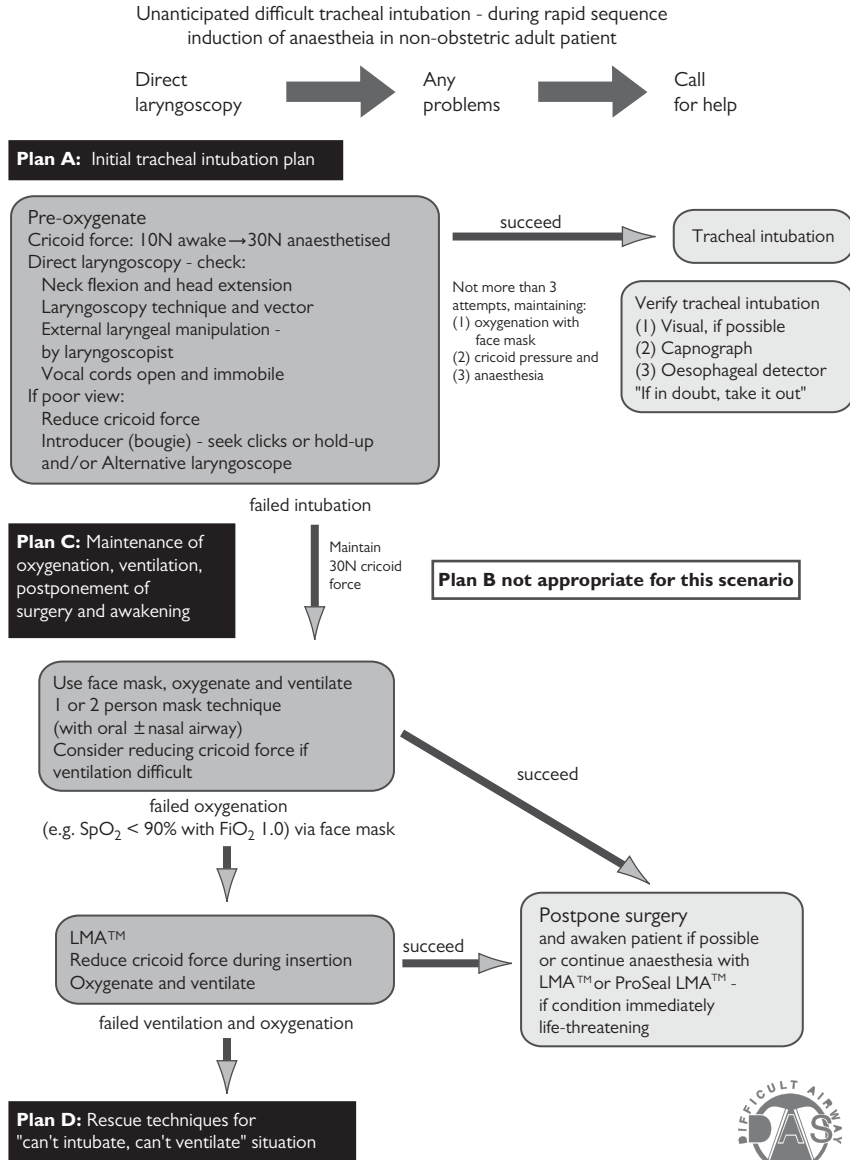 Unanticipated difficult tracheal intubation - during rapid sequence
induction of anaestheia in non-obstetric adult patient
Direct
laryngoscopy
Any
problems
Call
for help
Plan A: Initial tracheal intubation plan
Pre-oxygenate
Cricoid force: 10N awake→30N anaesthetised
Direct laryngoscopy - check:
Neck flexion and head extension
Laryngoscopy technique and vector
External laryngeal manipulation -
by laryngoscopist
Vocal cords open and immobile
If poor view:
Reduce cricoid force
Introducer (bougie) - seek clicks or hold-up
and/or Alternative laryngoscope
succeed
Tracheal intubation
Not more than 3
attempts, maintaining:
(1) oxygenation with
face mask
(2) cricoid pressure and
(3) anaesthesia
Verify tracheal intubation
(1) Visual, if possible
(2) Capnograph
(3) Oesophageal detector
"If in doubt, take it out"
failed intubation
Plan C: Maintenance of
oxygenation, ventilation,
postponement of
surgery and awakening
Maintain
30N cricoid
force
Plan B not appropriate for this scenario
Use face mask, oxygenate and ventilate
1 or 2 person mask technique
(with oral ± nasal airway)
Consider reducing cricoid force if
ventilation difficult
succeed
failed oxygenation
(e.g. SpO₂ < 90% with FiO₂ 1.0) via face mask
LMA™
Reduce cricoid force during insertion
Oxygenate and ventilate
succeed
Postpone surgery
and awaken patient if possible
or continue anaesthesia with
LMA™ or ProSeal LMA™ -
if condition immediately
life-threatening
failed ventilation and oxygenation
Plan D: Rescue techniques for
"can't intubate, can't ventilate" situation
DIFFICULT AIRWAY
DAS